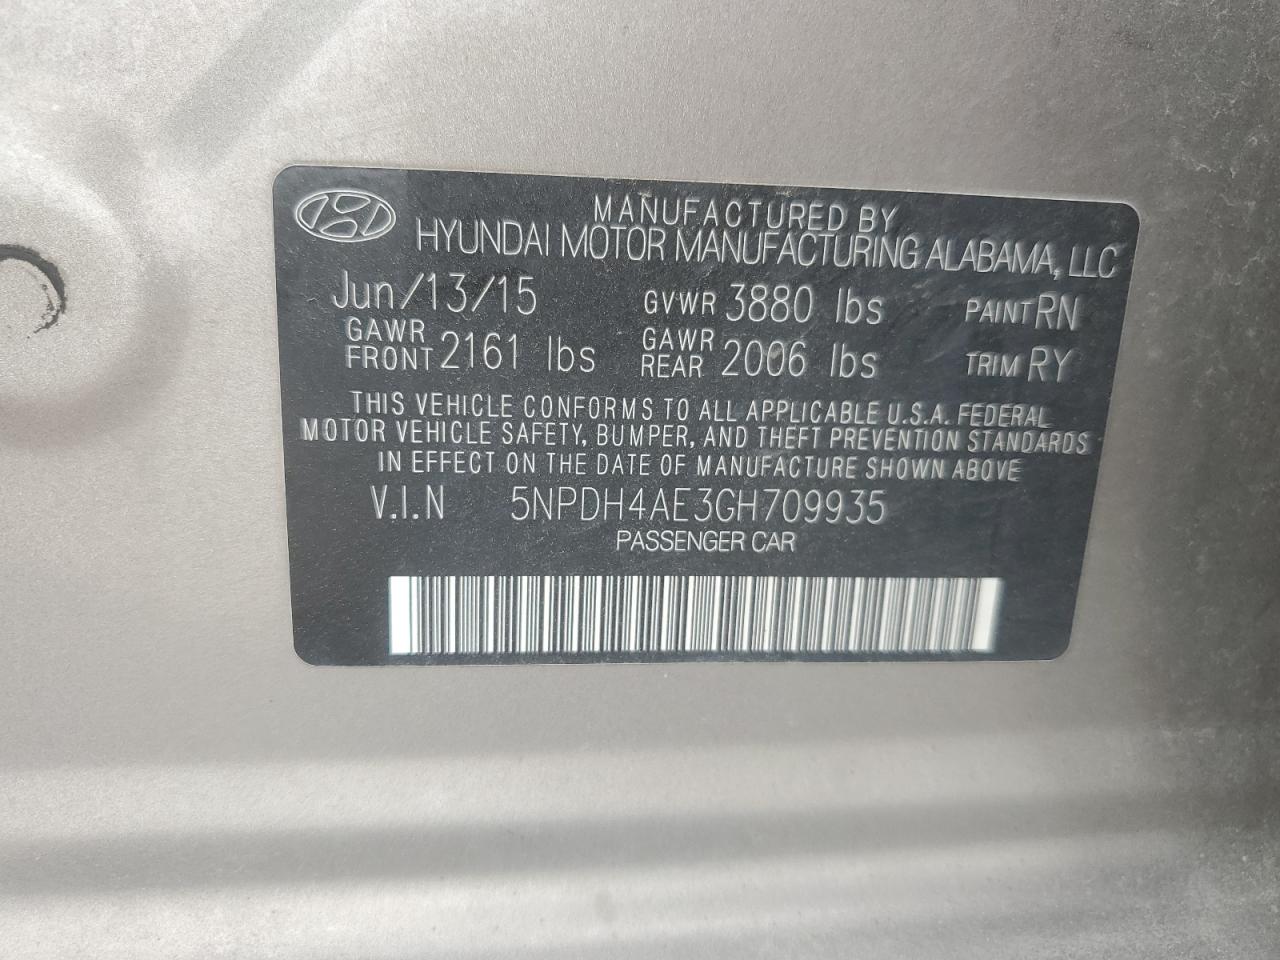 MANUFACTURED BY
HYUNDAI MOTOR MANUFACTURING ALABAMA, LLC
Jun/13/15 GVWR 3880 lbs PAINT RN
GAWR FRONT 2161 lbs GAWR REAR 2006 lbs TRIM RY
THIS VEHICLE CONFORMS TO ALL APPLICABLE U.S.A. FEDERAL
MOTOR VEHICLE SAFETY, BUMPER, AND THEFT PREVENTION STANDARDS
IN EFFECT ON THE DATE OF MANUFACTURE SHOWN ABOVE
V.I.N 5NPDH4AE3GH709935
PASSENGER CAR